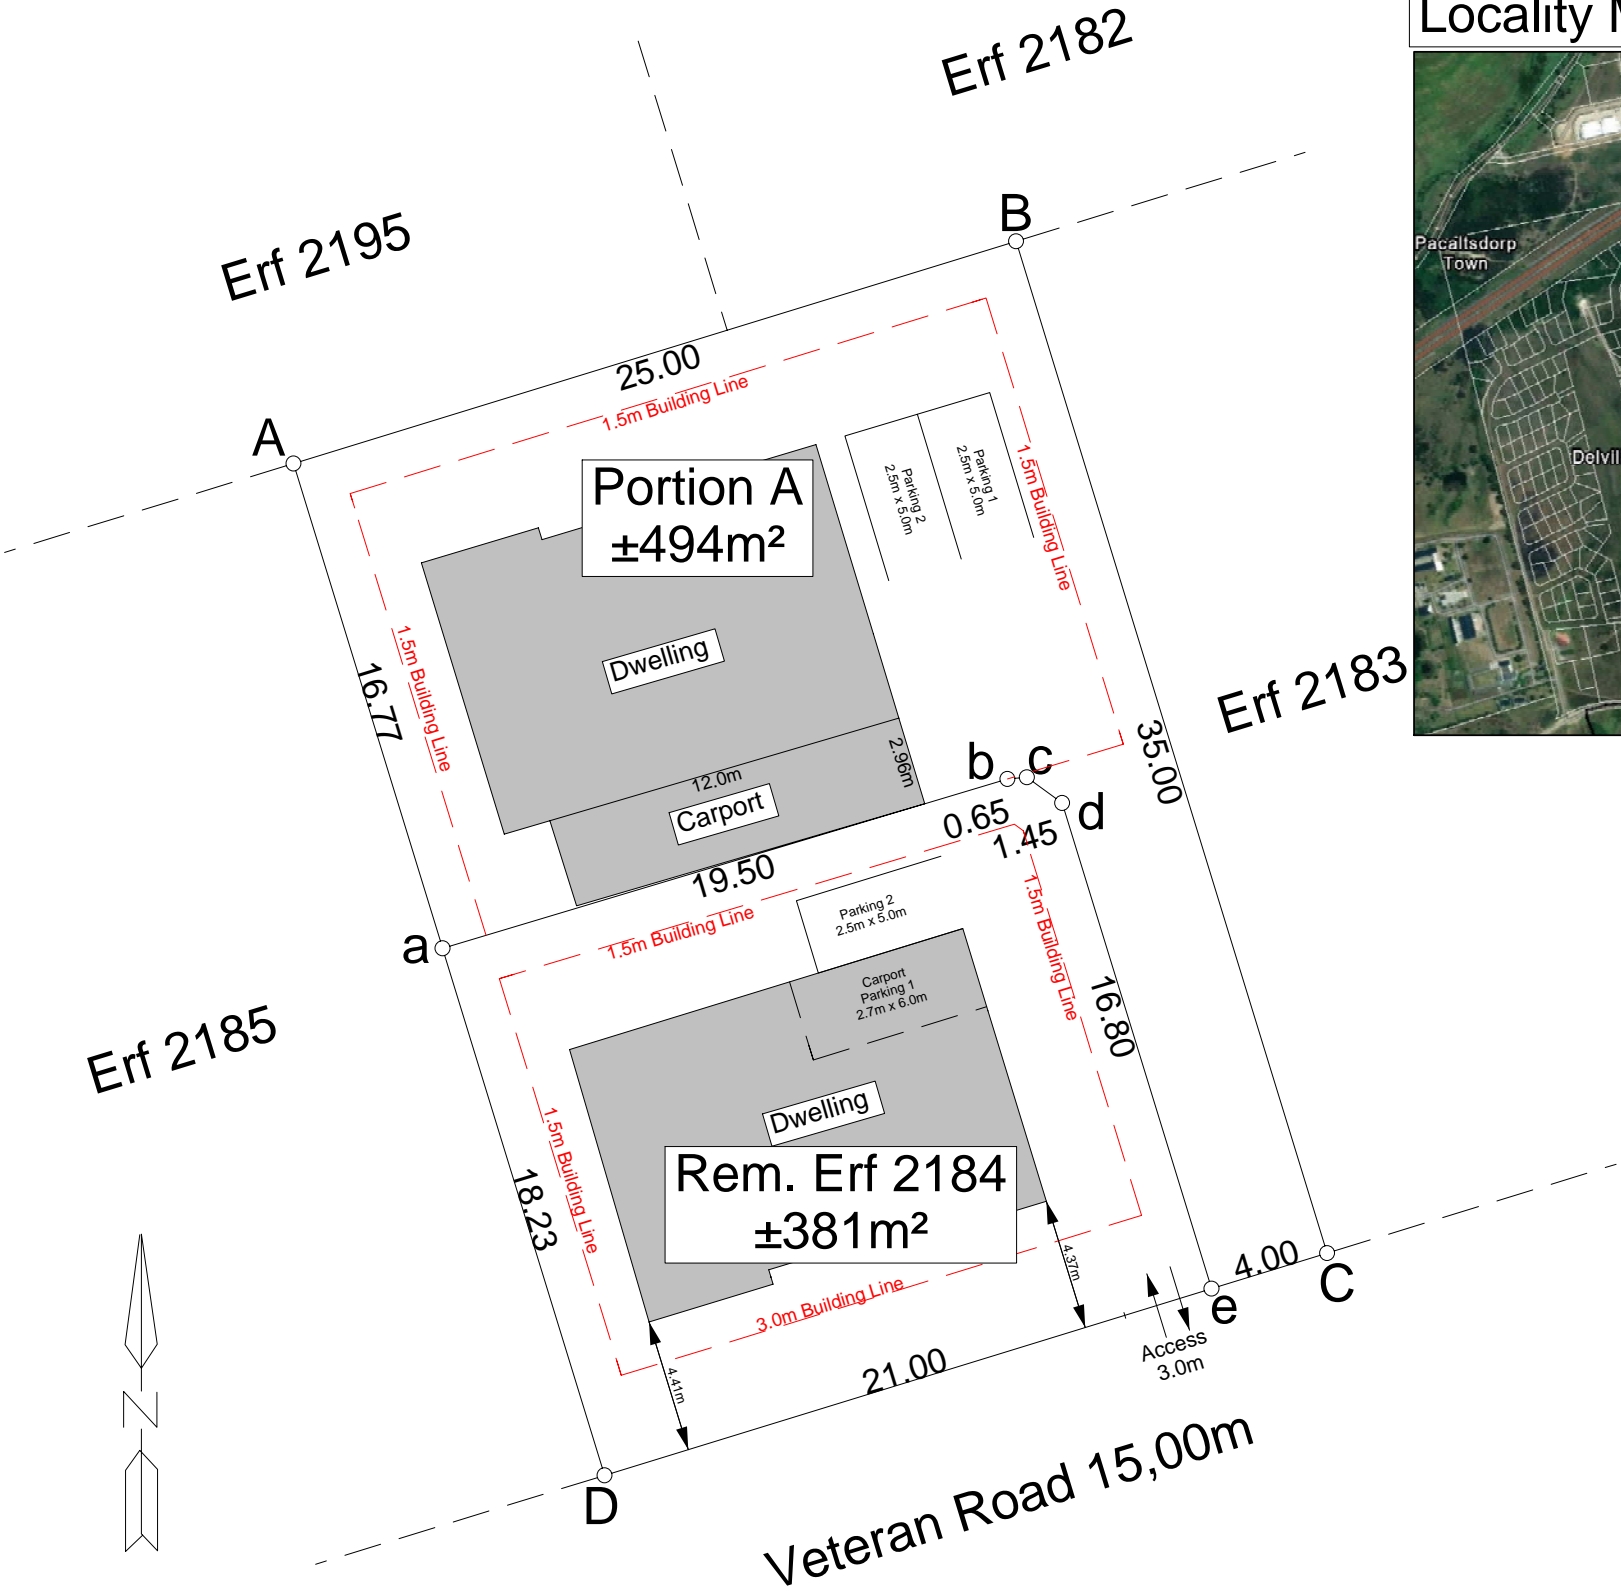 Locality
Erf 2182
Erf 2195
B
Pacaltsdorp
Town
25.00
1.5m Building Line
A
Portion A
±494m²
Parking 2
2.5m x 5.0m
Parking 1
2.5m x 5.0m
1.5m Building Line
1.5m Building Line
16.77
Dwelling
Erf 2183
35.00
2.96m
12.0m
Carport
b
c
d
0.65
1.45
19.50
1.5m Building Line
a
Parking 2
2.5m x 5.0m
1.5m Building Line
Carport
Parking 1
2.7m x 6.0m
16.80
Erf 2185
Dwelling
1.5m Building Line
18.23
Rem. Erf 2184
±381m²
4.37m
3.0m Building Line
4.00
C
e
Access
3.0m
4.41m
21.00
N
D
Veteran Road 15,00m